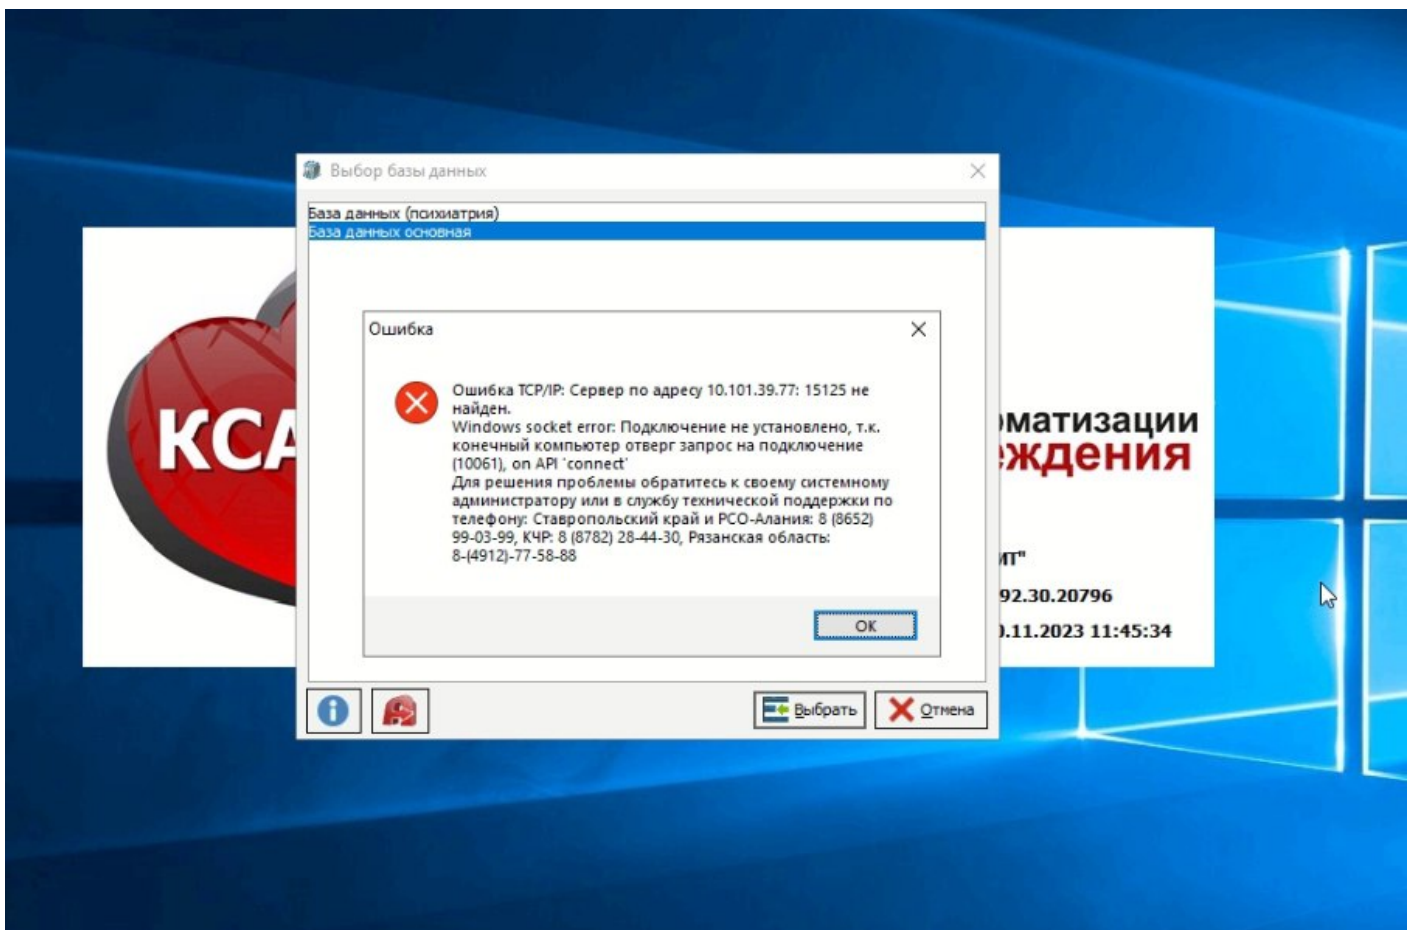 Выбор базы данных
База данных (психиатрия)
База данных основная
Ошибка
Ошибка TCP/IP: Сервер по адресу 10.101.39.77: 15125 не
найден.
Windows socket error: Подключение не установлено, т.к.
конечный компьютер отверг запрос на подключение
(10061), on API 'connect'
Для решения проблемы обратитесь к своему системному
администратору или в службу технической поддержки по
телефону: Ставропольский край и РСО-Алания: 8 (8652)
99-03-99, КЧР: 8 (8782) 28-44-30, Рязанская область:
8-(4912)-77-58-88
OK
КСА
матизации
ждения
ИТ"
92.30.20796
.11.2023 11:45:34
Выбрать
Отмена